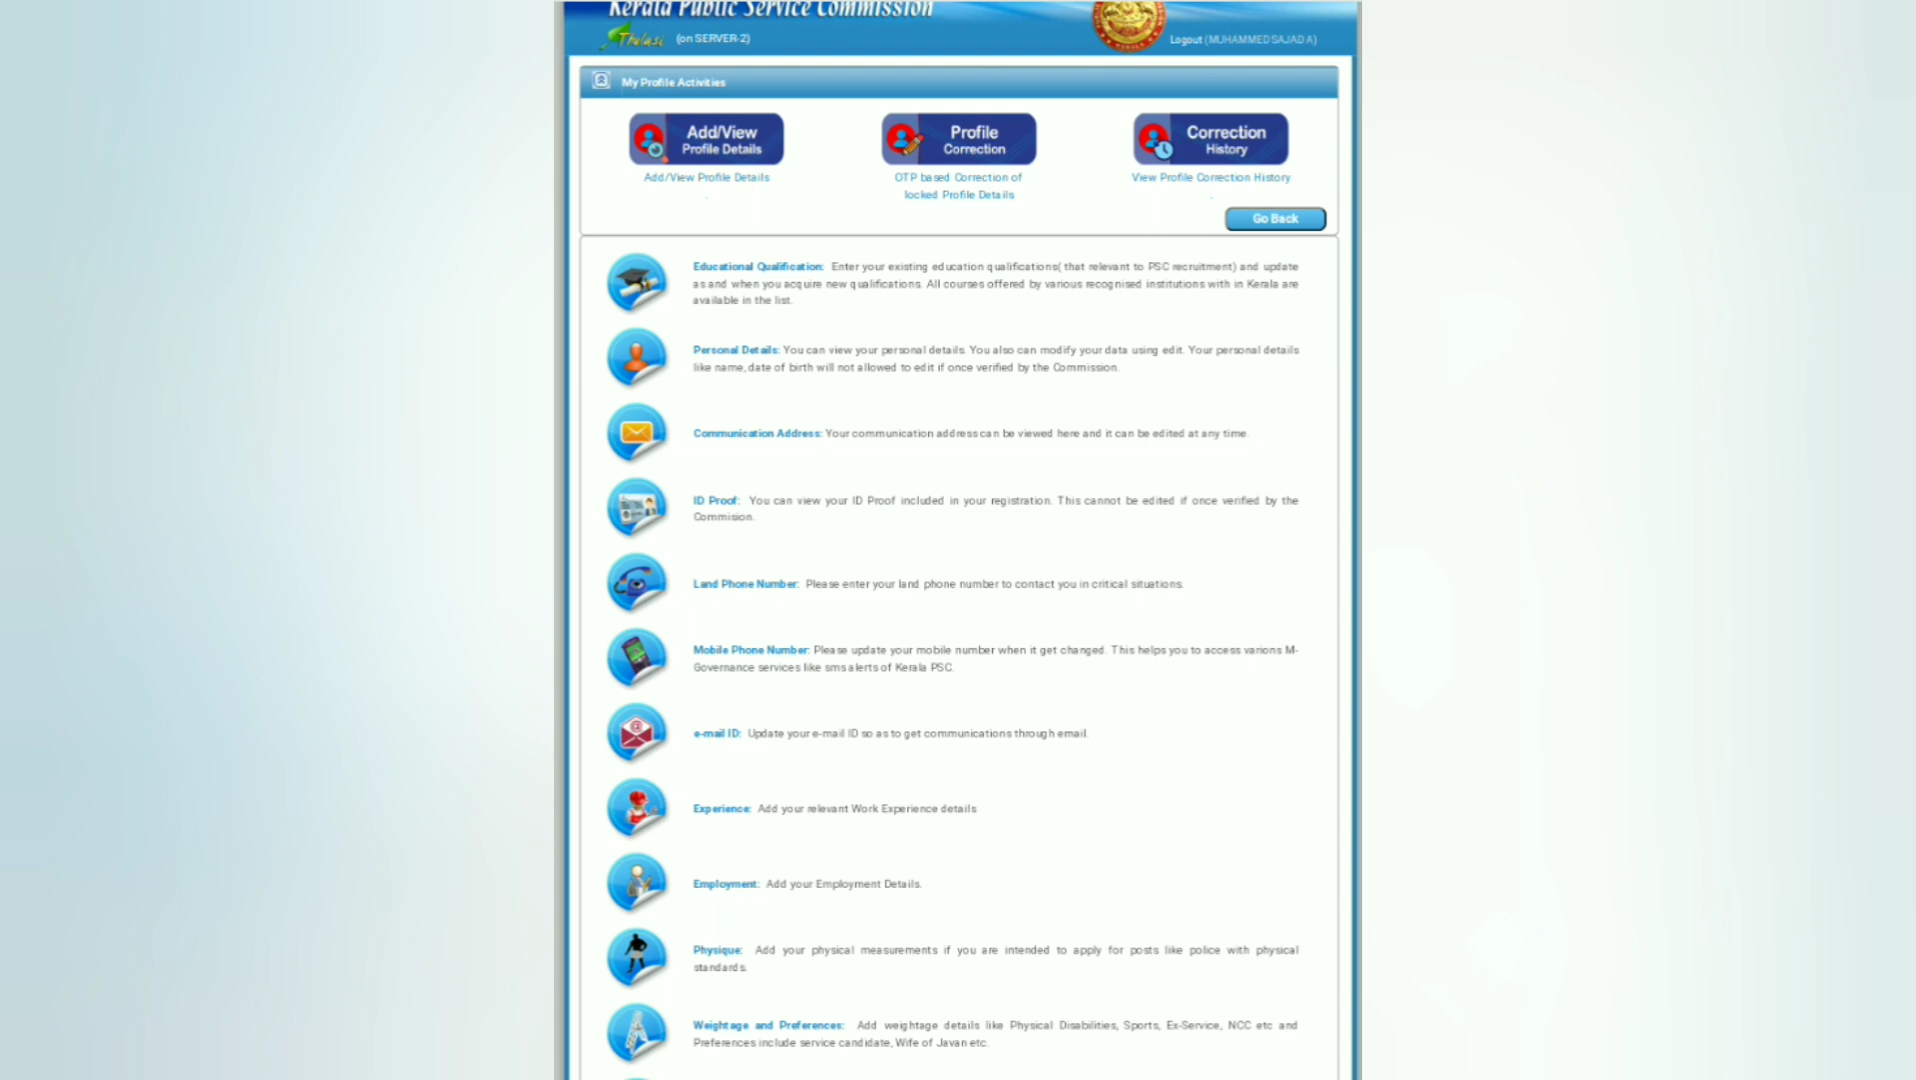 Kerala Public Service Commission
Thulasi (on SERVER-2)
Logout (MUHAMMED SAJAD A)
My Profile Activities
Add/View
Profile Details
Profile
Correction
Correction
History
Add/View Profile Details
OTP based Correction of
locked Profile Details
View Profile Correction History
Go Back
Educational Qualification: Enter your existing education qualifications( that relevant to PSC recruitment) and update
as and when you acquire new qualifications. All courses offered by various recognised institutions with in Kerala are
available in the list.
Personal Details: You can view your personal details. You also can modify your data using edit. Your personal details
like name, date of birth will not allowed to edit if once verified by the Commission.
Communication Address: Your communication address can be viewed here and it can be edited at any time.
ID Proof: You can view your ID Proof included in your registration. This cannot be edited if once verified by the
Commision.
Land Phone Number: Please enter your land phone number to contact you in critical situations.
Mobile Phone Number: Please update your mobile number when it get changed. This helps you to access varions M-
Governance services like sms alerts of Kerala PSC.
e-mail ID: Update your e-mail ID so as to get communications through email.
Experience: Add your relevant Work Experience details
Employment: Add your Employment Details.
Physique: Add your physical measurements if you are intended to apply for posts like police with physical
standards.
Weightage and Preferences: Add weightage details like Physical Disabilities, Sports, Ex-Service, NCC etc and
Preferences include service candidate, Wife of Javan etc.